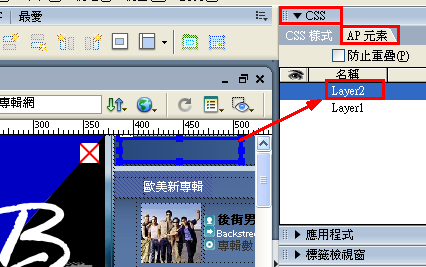 最愛
CSS
CSS 樣式
AP 元素
防止重疊(P)
名稱
Layer2
Layer1
專輯網
300 350 400 450 500
歐美新專輯
後街男
Backstree
專輯數
B
應用程式
標籤檢視窗